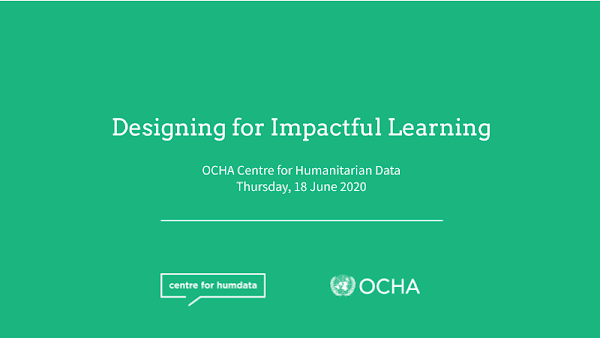 Designing for Impactful Learning
OCHA Centre for Humanitarian Data
Thursday, 18 June 2020
centre for humdata
OCHA